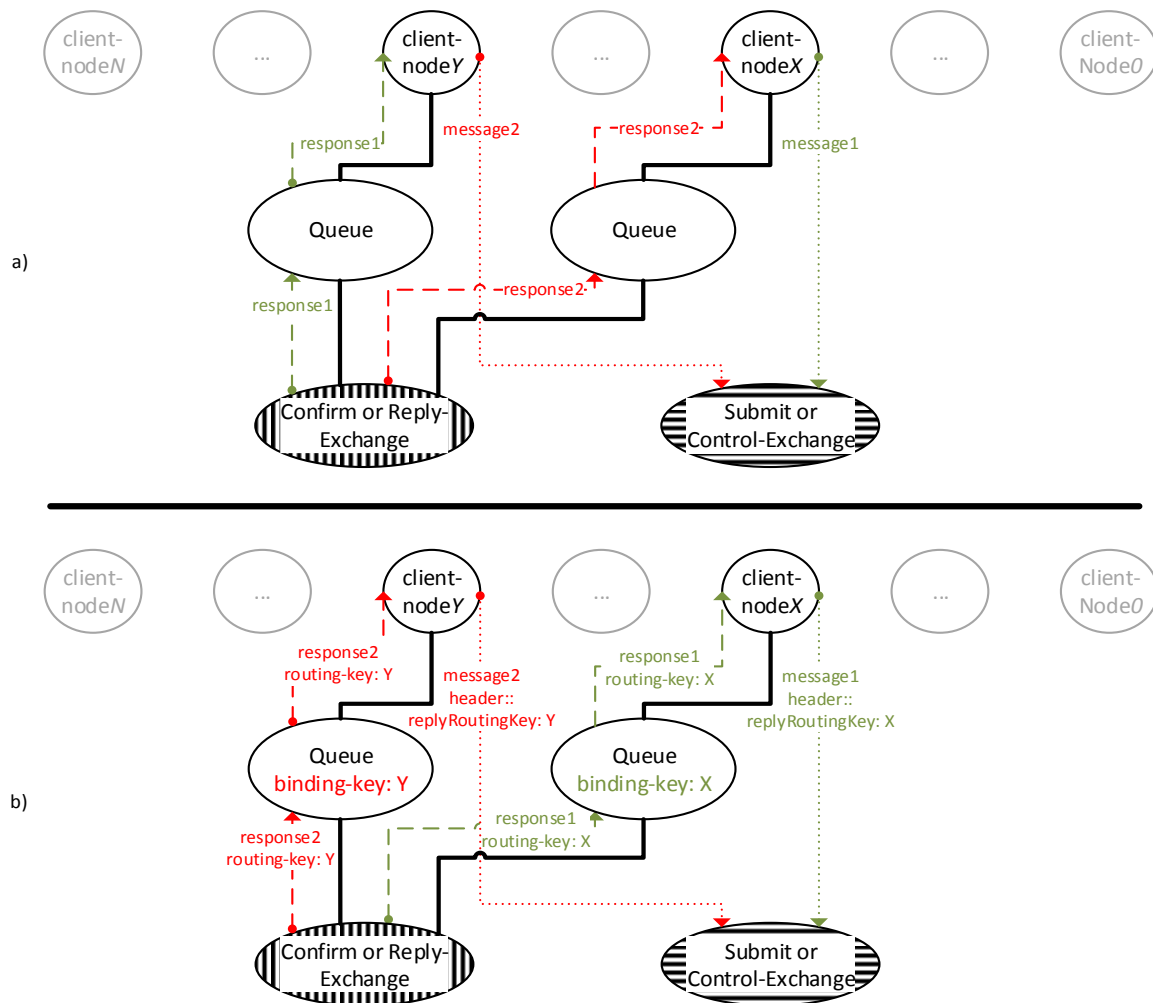 client-
nodeN
...
client-
nodeY
...
client-
nodeX
...
client-
Node0
response1
message2
response2
message1
Queue
Queue
a)
response1
response2
Confirm or Reply-
Exchange
Submit or
Control-Exchange
client-
nodeN
...
client-
nodeY
...
client-
nodeX
...
client-
Node0
response2
routing-key: Y
message2
header::
replyRoutingKey: Y
response1
routing-key: X
message1
header::
replyRoutingKey: X
Queue
binding-key: Y
Queue
binding-key: X
b)
response2
routing-key: Y
response1
routing-key: X
Confirm or Reply-
Exchange
Submit or
Control-Exchange